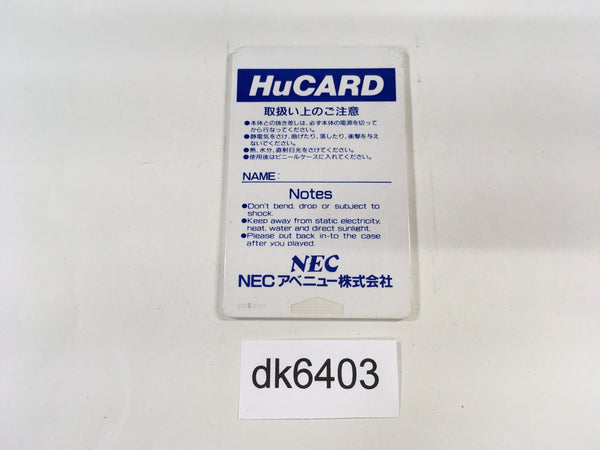 HuCARD
取扱い上のご注意
●本体との抜き差しは、必ず本体の電源を切って
から行なってください。
●静電気をさけ、曲げたり、落したり、衝撃を与え
ないでください。
●熱、水分、直射日光をさけてください。
●使用後はビニールケースに入れてください。
NAME:
Notes
●Don't bend, drop or subject to
shock.
●Keep away from static electricity,
heat, water and direct sunlight.
●Please put back in-to the case
after you played.
NEC
NECアベニュー株式会社
dk6403